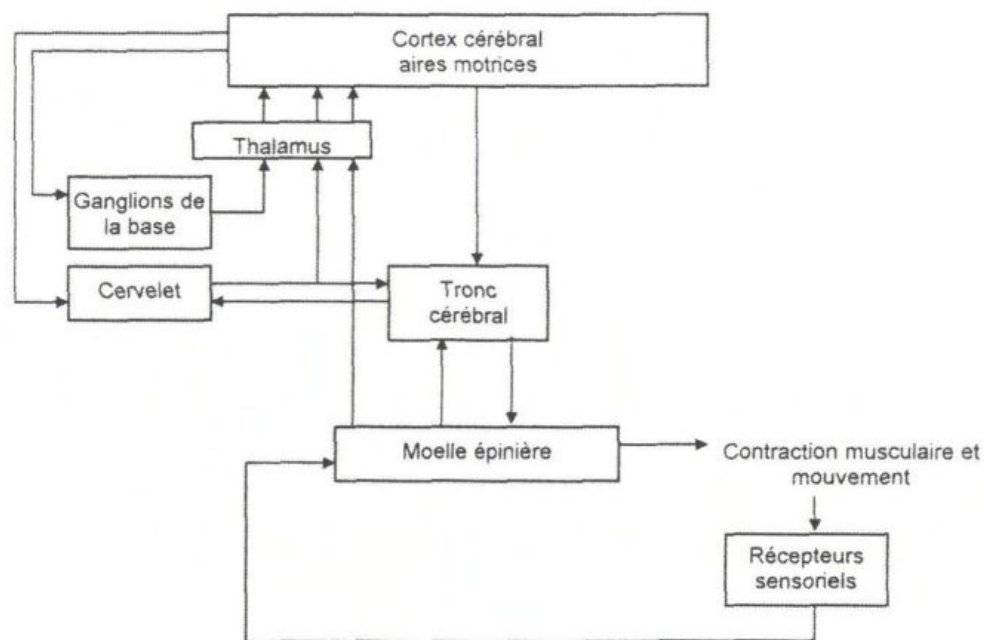 Cortex cérébral
aires motrices
Thalamus
Ganglions de
la base
Cervelet
Tronc
cérébral
Moelle épinière
Contraction musculaire et
mouvement
Récepteurs
sensoriels